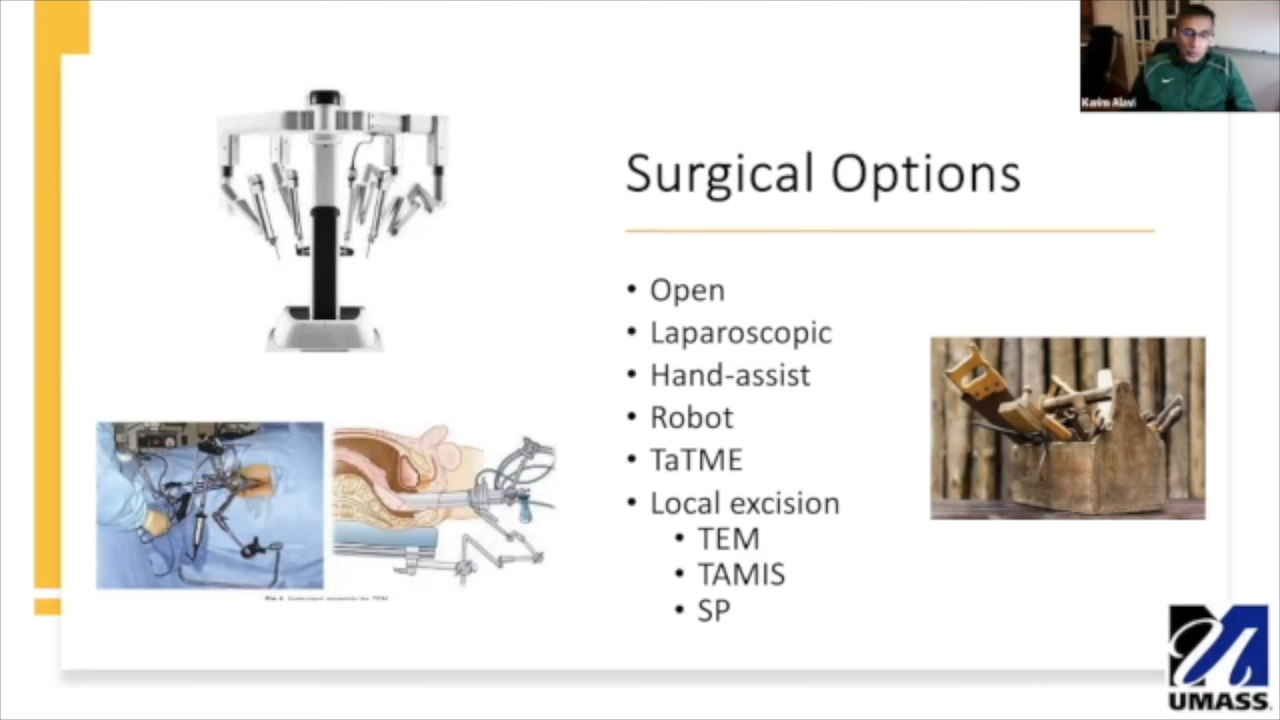 Karim Alavi
Surgical Options
• Open
• Laparoscopic
• Hand-assist
• Robot
• TaTME
• Local excision
• TEM
• TAMIS
• SP
UMASS